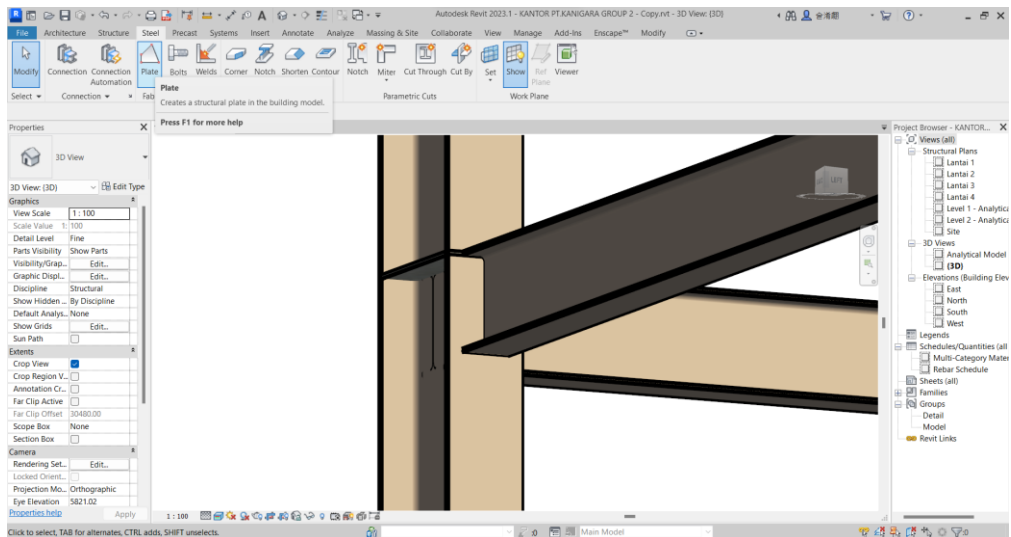 Autodesk Revit 2023.1 - KANTOR PT.KANIGARA GROUP 2 - Copy.rvt - 3D View: {3D}
File Architecture Structure Steel Precast Systems Insert Annotate Analyze Massing & Site Collaborate View Manage Add-Ins Enscape™ Modify
Modify Connection Connection Automation Plate Bolts Welds Corner Notch Shorten Contour Notch Miter Cut Through Cut By Set Show Ref Plane Viewer
Select Connection Fab Parametric Cuts Work Plane
Plate
Creates a structural plate in the building model.
Press F1 for more help
Properties
3D View
3D View: {3D} Edit Type
Graphics
View Scale 1 : 100
Scale Value 1: 100
Detail Level Fine
Parts Visibility Show Parts
Visibility/Grap... Edit...
Graphic Displ... Edit...
Discipline Structural
Show Hidden ... By Discipline
Default Analys... None
Show Grids Edit...
Sun Path
Extents
Crop View
Crop Region V...
Annotation Cr...
Far Clip Active
Far Clip Offset 30480.00
Scope Box None
Section Box
Camera
Rendering Set... Edit...
Locked Orient...
Projection Mo... Orthographic
Eye Elevation 5821.02
Properties help Apply
LEFT
1 : 100
Project Browser - KANTOR...
Views (all)
Structural Plans
Lantai 1
Lantai 2
Lantai 3
Lantai 4
Level 1 - Analytica
Level 2 - Analytica
Site
3D Views
Analytical Model
{3D}
Elevations (Building Elev
East
North
South
West
Legends
Schedules/Quantities (all
Multi-Category Mater
Rebar Schedule
Sheets (all)
Families
Groups
Detail
Model
Revit Links
Click to select, TAB for alternates, CTRL adds, SHIFT unselects.
:0 Main Model :0